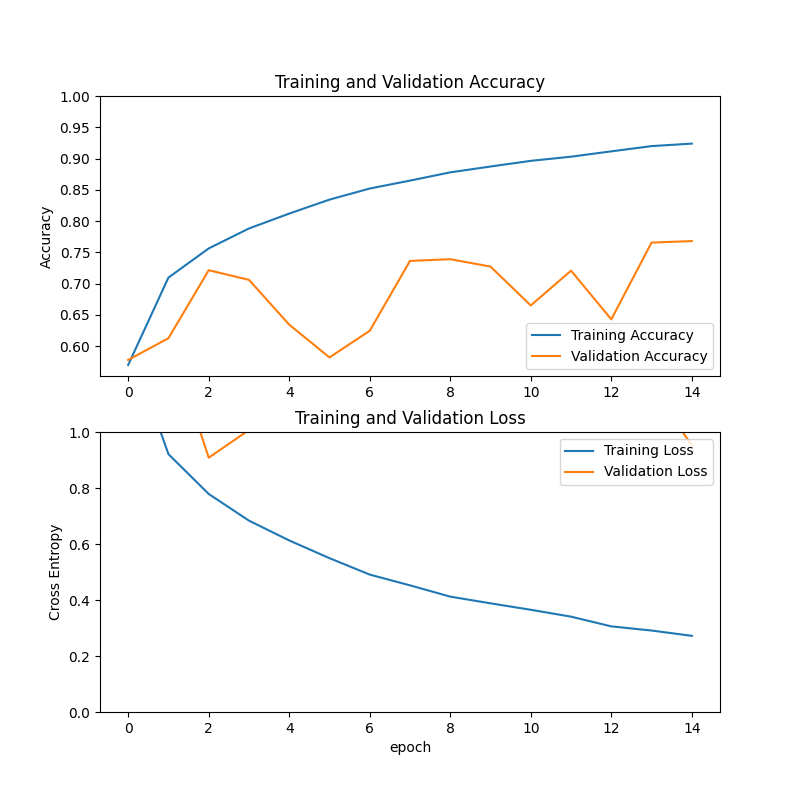 Training and Validation Accuracy
1.00
0.95
0.90
0.85
0.80
0.75
0.70
0.65
0.60
Accuracy
Training Accuracy
Validation Accuracy
0 2 4 6 8 10 12 14
Training and Validation Loss
1.0
0.8
0.6
0.4
0.2
0.0
Cross Entropy
Training Loss
Validation Loss
0 2 4 6 8 10 12 14
epoch